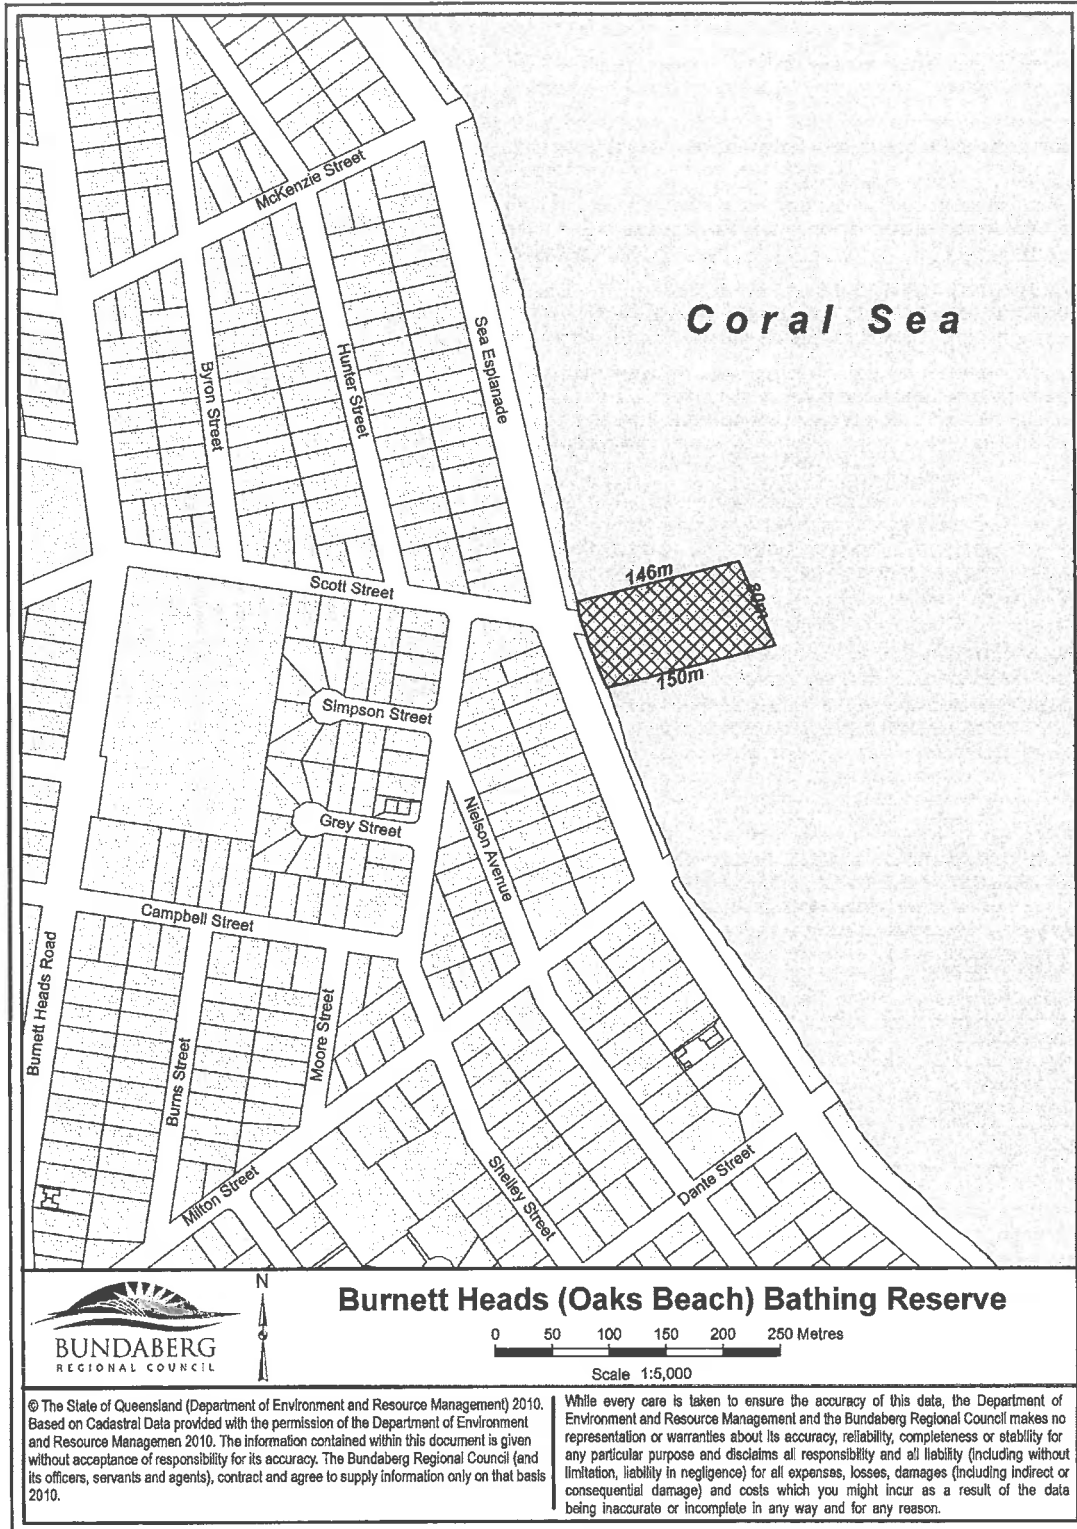 McKenzie Street
Coral Sea
Sea Esplanade
Hunter Street
Byron Street
146m
80m
150m
Scott Street
Simpson Street
Nielson Avenue
Grey Street
Campbell Street
Burnett Heads Road
Moore Street
Burns Street
Shelley Street
Dante Street
Milton Street
BUNDABERG
REGIONAL COUNCIL
N
Burnett Heads (Oaks Beach) Bathing Reserve
0 50 100 150 200 250 Metres
Scale 1:5,000
© The State of Queensland (Department of Environment and Resource Management) 2010.
Based on Cadastral Data provided with the permission of the Department of Environment
and Resource Managemen 2010. The information contained within this document is given
without acceptance of responsibility for its accuracy. The Bundaberg Regional Council (and
its officers, servants and agents), contract and agree to supply information only on that basis
2010.
While every care is taken to ensure the accuracy of this data, the Department of
Environment and Resource Management and the Bundaberg Regional Council makes no
representation or warranties about its accuracy, reliability, completeness or stability for
any particular purpose and disclaims all responsibility and all liability (including without
limitation, liability in negligence) for all expenses, losses, damages (including indirect or
consequential damage) and costs which you might incur as a result of the data
being inaccurate or incomplete in any way and for any reason.